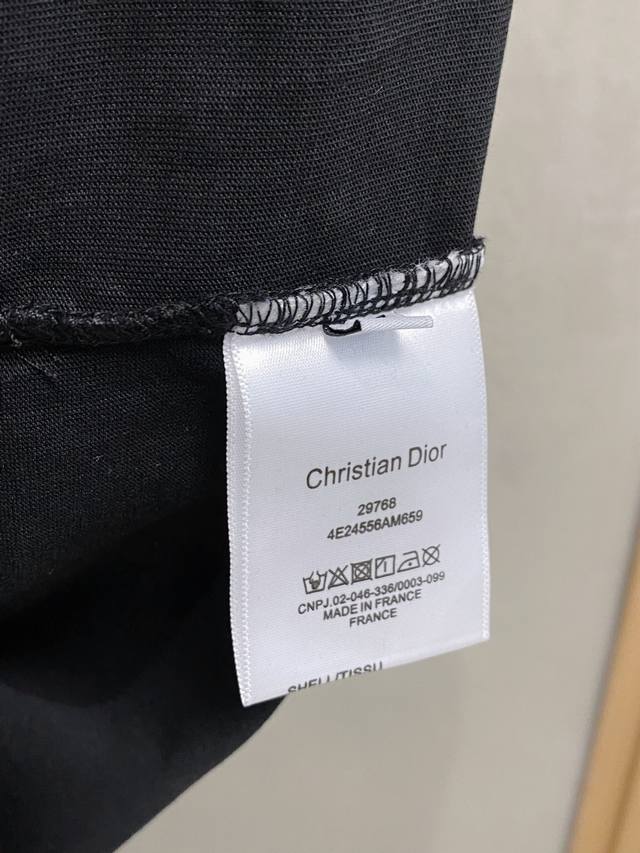 Christian Dior
29768
4E24556AM659
CNPJ.02-046-336/0003-099
MADE IN FRANCE
FRANCE
SHELL/TISSU